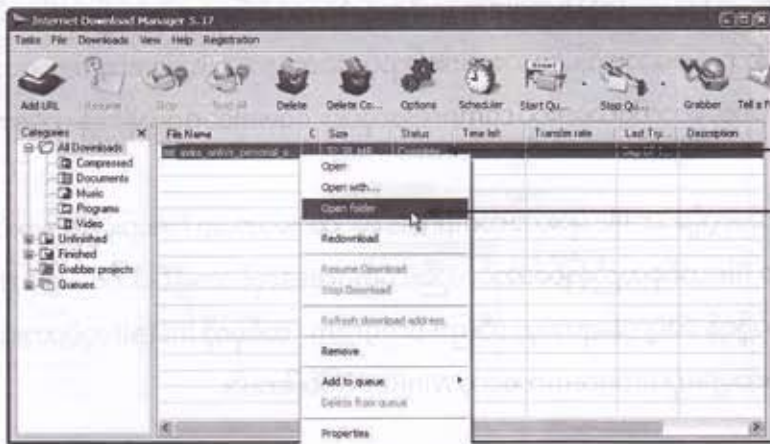 Internet Download Manager 5.17
Tasks File Downloads View Help Registration
Add URL Resume Stop Stop All Delete Delete Co... Options Scheduler Start Qu... Stop Qu... Grabber Tell a F
Categories File Name Size Status Time left Transfer rate Last Try... Description
All Downloads
Compressed
Documents
Music
Programs
Video
Unfinished
Finished
Grabber projects
Queues
Open
Open with...
Open folder
Redownload
Resume Download
Stop Download
Refresh download address
Remove
Add to queue
Delete from queue
Properties